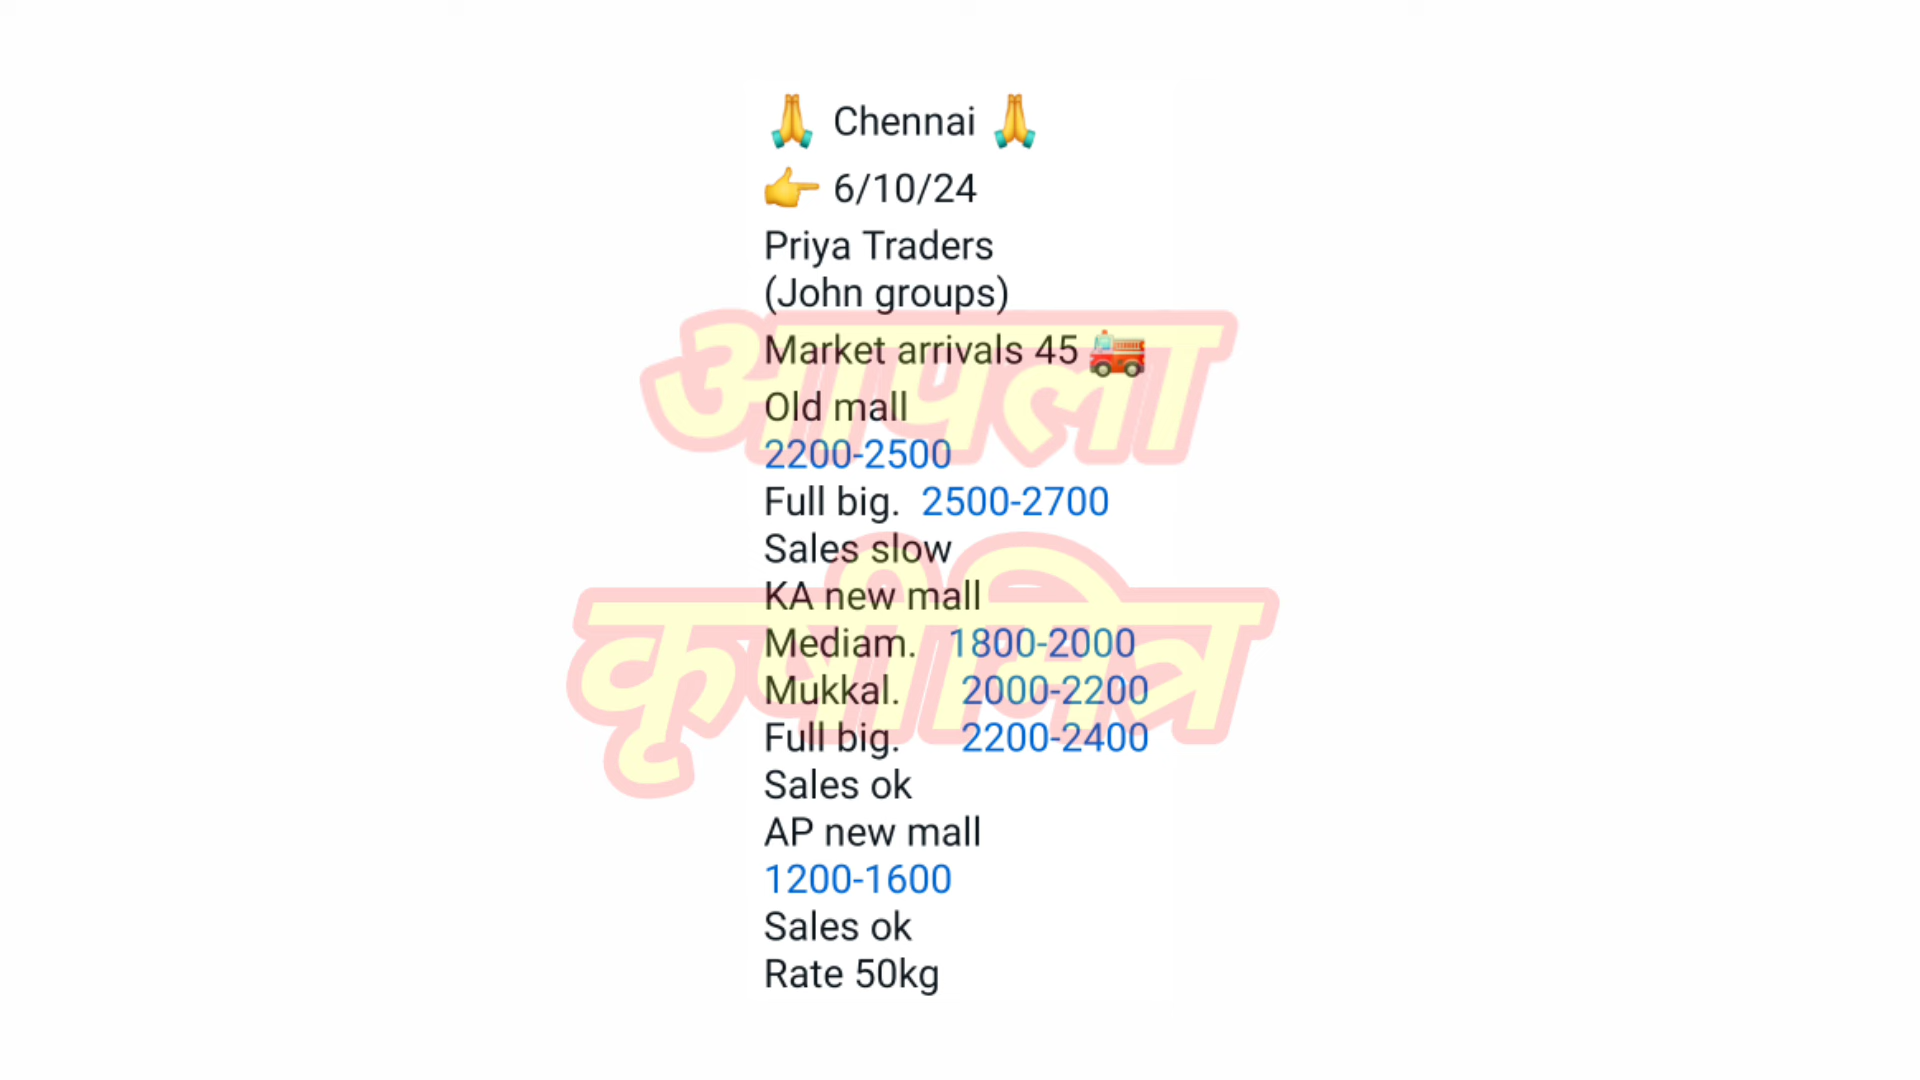 🙏 Chennai 🙏
👉 6/10/24
Priya Traders
(John groups)
Market arrivals 45 🚒
Old mall
2200-2500
Full big. 2500-2700
Sales slow
KA new mall
Mediam. 1800-2000
Mukkal. 2000-2200
Full big. 2200-2400
Sales ok
AP new mall
1200-1600
Sales ok
Rate 50kg
आपला
कृषीमित्र